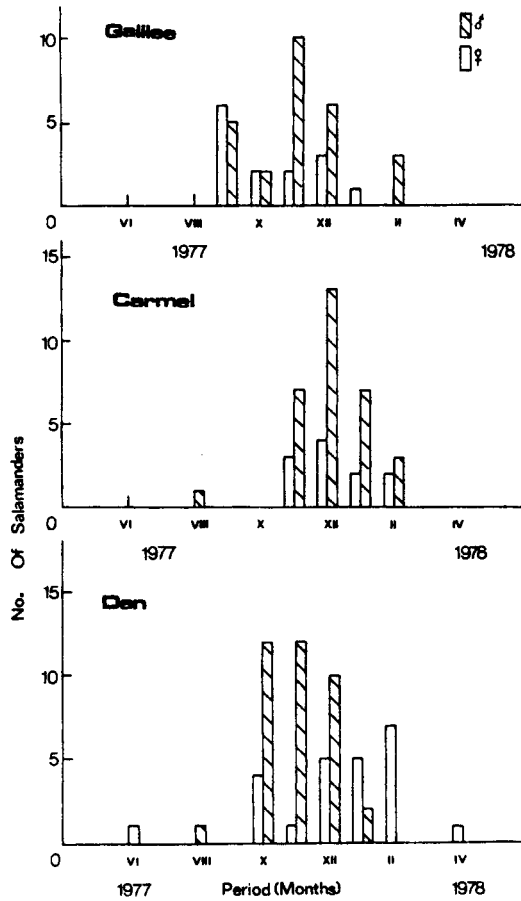 Galilee
♂
♀
10
5
0
VI VIII X XII II IV
1977 1978
Carmel
15
10
5
0
VI VIII X XII II IV
1977 1978
No. Of Salamanders
Dan
15
10
5
0
VI VIII X XII II IV
1977 Period (Months) 1978